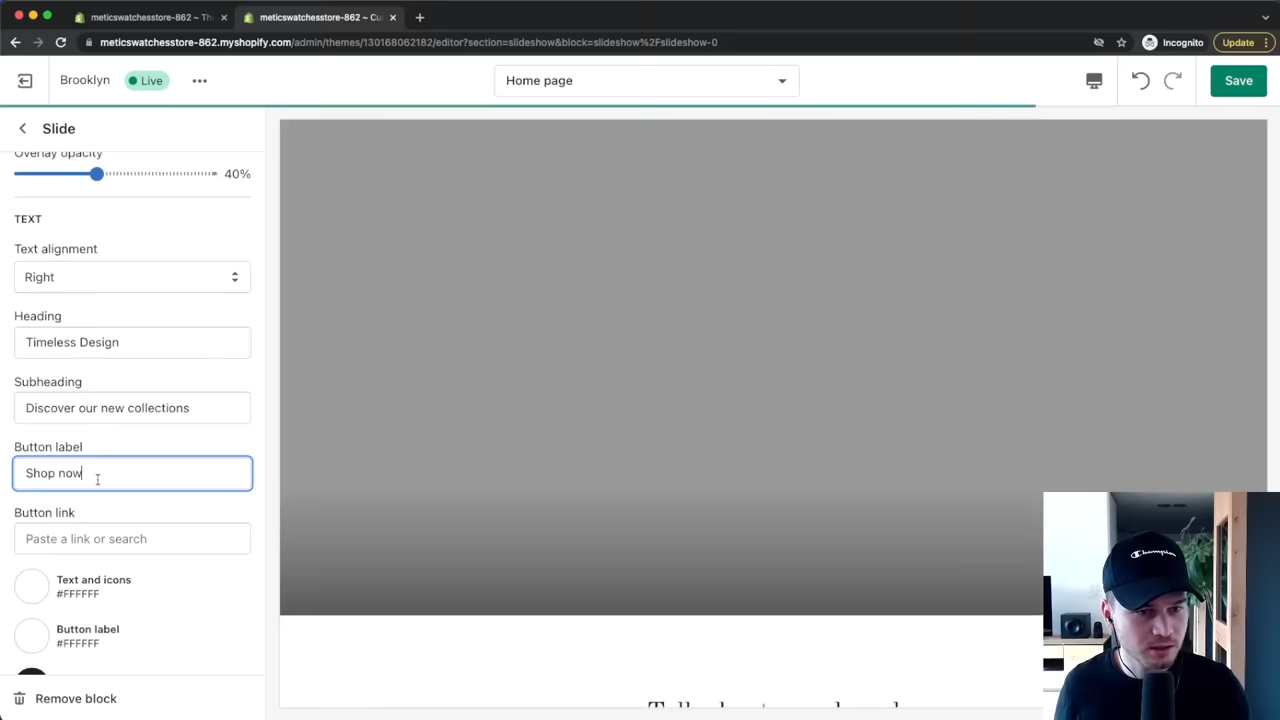 meticswatchesstore-862 ~ Th
meticswatchesstore-862 ~ Cu
meticswatchesstore-862.myshopify.com/admin/themes/130168062182/editor?section=slideshow&block=slideshow%2Fslideshow-0
Incognito
Update
Brooklyn
Live
Home page
Save
Slide
Overlay opacity
40%
TEXT
Text alignment
Right
Heading
Timeless Design
Subheading
Discover our new collections
Button label
Shop now
Button link
Paste a link or search
Text and icons
#FFFFFF
Button label
#FFFFFF
Remove block
Champion